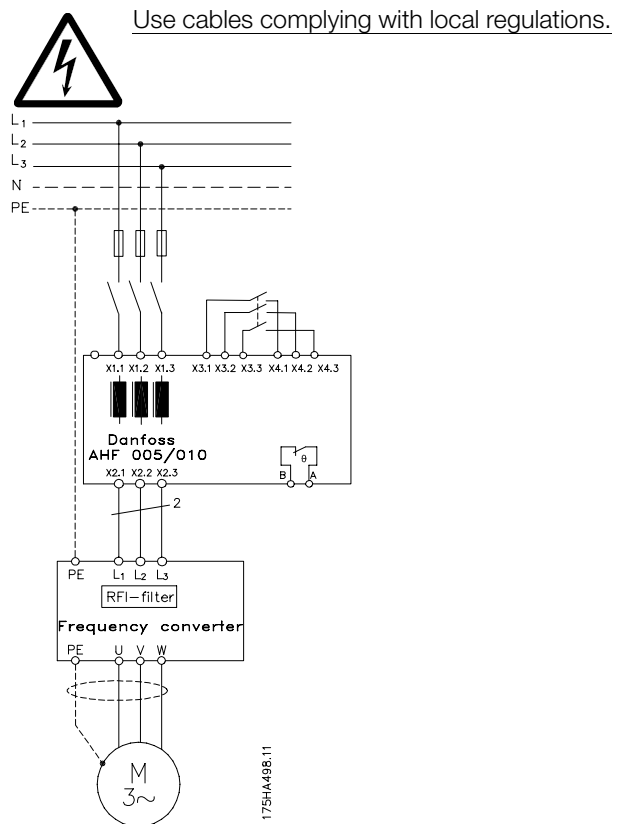 Use cables complying with local regulations.
L1
L2
L3
N
PE
X1.1 X1.2 X1.3 X3.1 X3.2 X3.3 X4.1 X4.2 X4.3
Danfoss
AHF 005/010
θ
X2.1 X2.2 X2.3
B A
2
PE L1 L2 L3
RFI-filter
Frequency converter
PE U V W
M
3~
175HA498.11